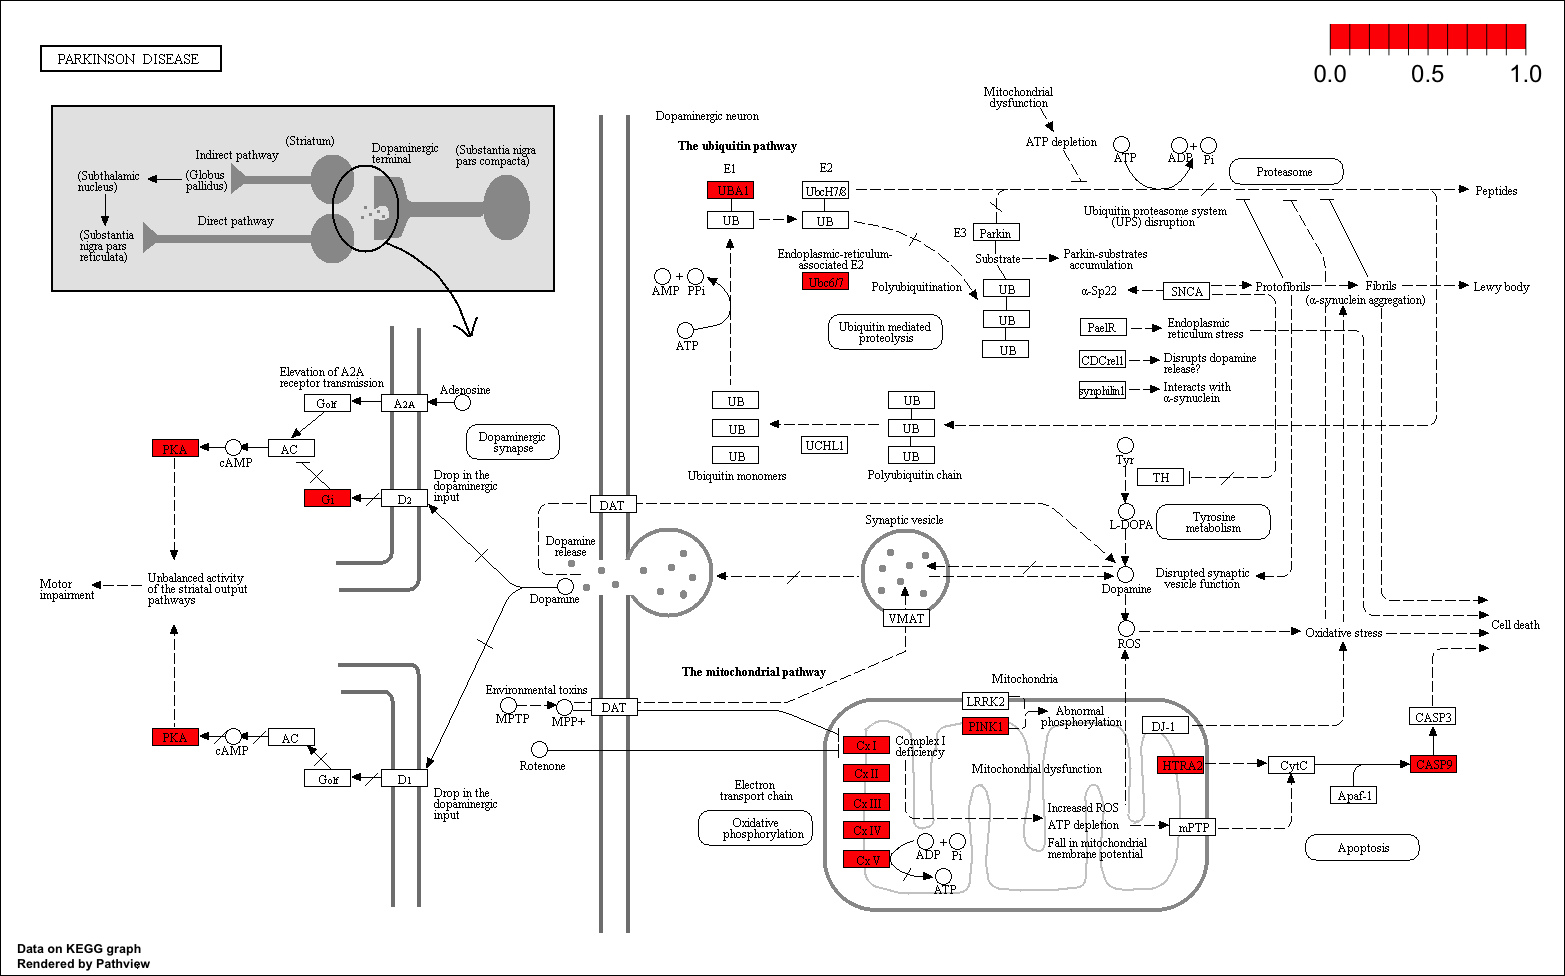 PARKINSON DISEASE
0.0 0.5 1.0
(Striatum)
Indirect pathway
Dopaminergic
terminal
(Substantia nigra
pars compacta)
(Subthalamic
nucleus)
(Globus
pallidus)
Direct pathway
(Substantia
nigra pars
reticulata)
Dopaminergic neuron
The ubiquitin pathway
E1
E2
UBA1
UbcH7/8
UB
UB
Endoplasmic-reticulum-
associated E2
Ubc6/7
AMP + PPi
ATP
Polyubiquitination
Ubiquitin mediated
proteolysis
Mitochondrial
dysfunction
ATP depletion
ATP
ADP + Pi
Proteasome
Peptides
Ubiquitin proteasome system
(UPS) disruption
E3
Parkin
Substrate
Parkin-substrates
accumulation
UB
UB
UB
α-Sp22
SNCA
Protofibrils
Fibrils
(α-synuclein aggregation)
Lewy body
PaelR
Endoplasmic
reticulum stress
CDCrel1
Disrupts dopamine
release?
synphilin1
Interacts with
α-synuclein
Elevation of A2A
receptor transmission
Golf
A2A
Adenosine
PKA
cAMP
AC
Dopaminergic
synapse
Gi
D2
Drop in the
dopaminergic
input
UB
UB
UB
Ubiquitin monomers
UCHL1
UB
UB
UB
Polyubiquitin chain
Tyr
TH
L-DOPA
Tyrosine
metabolism
DAT
Dopamine
release
Synaptic vesicle
Dopamine
Dopamine
Disrupted synaptic
vesicle function
VMAT
ROS
Oxidative stress
Cell death
Motor
impairment
Unbalanced activity
of the striatal output
pathways
The mitochondrial pathway
Environmental toxins
MPTP
MPP+
DAT
Rotenone
PKA
cAMP
AC
Golf
D1
Drop in the
dopaminergic
input
Mitochondria
LRRK2
PINK1
Abnormal
phosphorylation
DJ-1
CASP3
Cx I
Complex I
deficiency
Cx II
Cx III
Cx IV
Cx V
Mitochondrial dysfunction
HTRA2
CytC
CASP9
Apaf-1
Electron
transport chain
Oxidative
phosphorylation
Increased ROS
ATP depletion
Fall in mitochondrial
membrane potential
mPTP
ADP + Pi
ATP
Apoptosis
Data on KEGG graph
Rendered by Pathview